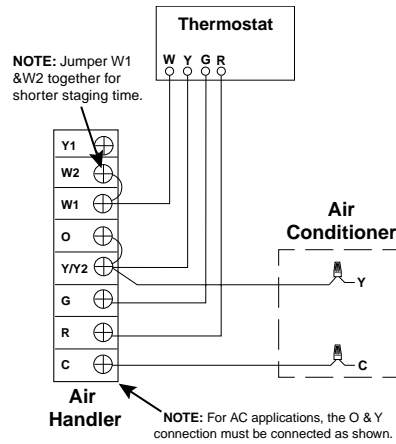 Thermostat
W Y G R
NOTE: Jumper W1
&W2 together for
shorter staging time.
Y1
W2
W1
O
Y/Y2
G
R
C
Air
Conditioner
Y
C
Air
Handler
NOTE: For AC applications, the O & Y
connection must be connected as shown.